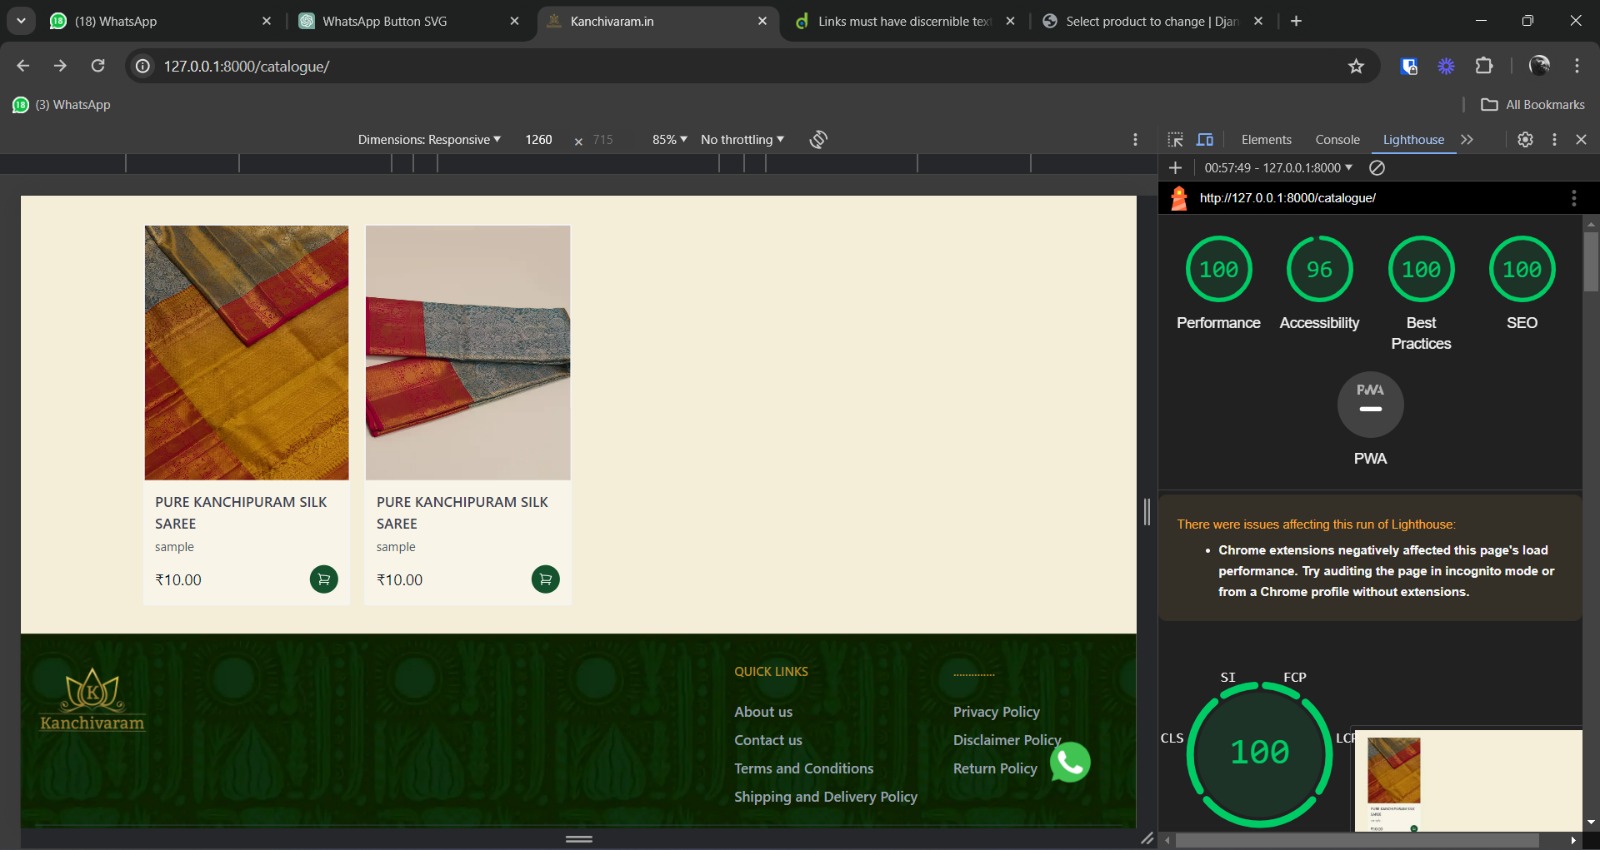 (18) WhatsApp
WhatsApp Button SVG
Kanchivaram.in
Links must have discernible text
Select product to change | Djan
127.0.0.1:8000/catalogue/
18 (3) WhatsApp
All Bookmarks
Dimensions: Responsive 1260 × 715 85% No throttling
Elements Console Lighthouse
00:57:49 - 127.0.0.1:8000
http://127.0.0.1:8000/catalogue/
100 96 100 100
Performance Accessibility Best Practices SEO
PWA
PWA
There were issues affecting this run of Lighthouse:
• Chrome extensions negatively affected this page's load
performance. Try auditing the page in incognito mode or
from a Chrome profile without extensions.
SI FCP
CLS LCP
100
PURE KANCHIPURAM SILK
SAREE
sample
₹10.00
PURE KANCHIPURAM SILK
SAREE
sample
₹10.00
K
Kanchivaram
QUICK LINKS
About us
Contact us
Terms and Conditions
Shipping and Delivery Policy
..............
Privacy Policy
Disclaimer Policy
Return Policy